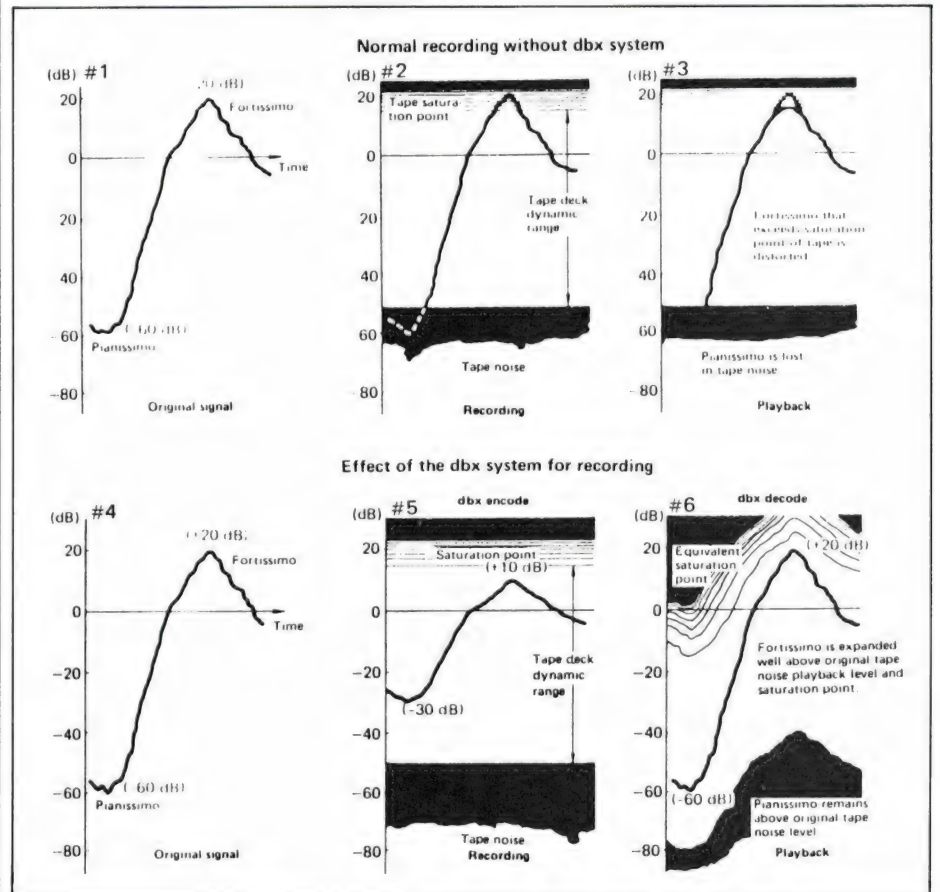 Normal recording without dbx system
(dB) #1
20 dB)
Fortissimo
20
0
Time
20
40
60
(-60 dB)
Pianissimo
-80
Original signal
(dB) #2
20
Tape satura-
tion point
0
Tape deck
dynamic
range
20
40
60
Tape noise
80
Recording
(dB) #3
20
0
Fortissimo that
exceeds saturation
point of tape is
distorted
20
40
60
Pianissimo is lost
in tape noise
80
Playback
Effect of the dbx system for recording
(dB) #4
(+20 dB)
20
Fortissimo
0
Time
-20
-40
-60
(-60 dB)
Pianissimo
-80
Original signal
dbx encode
(dB) #5
20
Saturation point
(+10 dB)
0
-20
Tape deck
dynamic
range
(-30 dB)
-40
-60
Tape noise
-80
Recording
dbx decode
(dB) #6
20
Equivalent
saturation
point
(+20 dB)
0
Fortissimo is expanded
well above original tape
noise playback level and
saturation point.
-20
-40
-60
(-60 dB)
Pianissimo remains
above original tape
noise level
-80
Playback